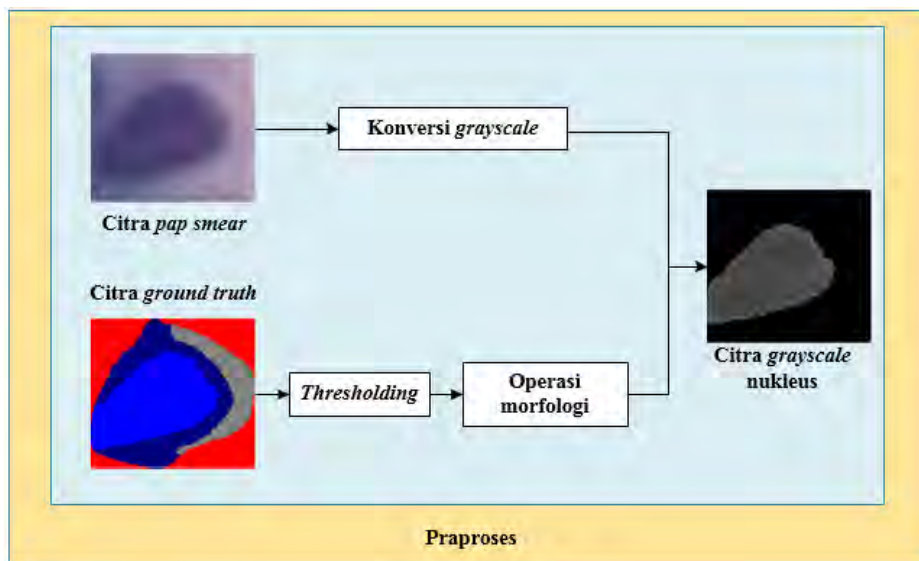 Konversi grayscale
Citra pap smear
Citra ground truth
Thresholding
Operasi
morfologi
Citra grayscale
nukleus
Praproses